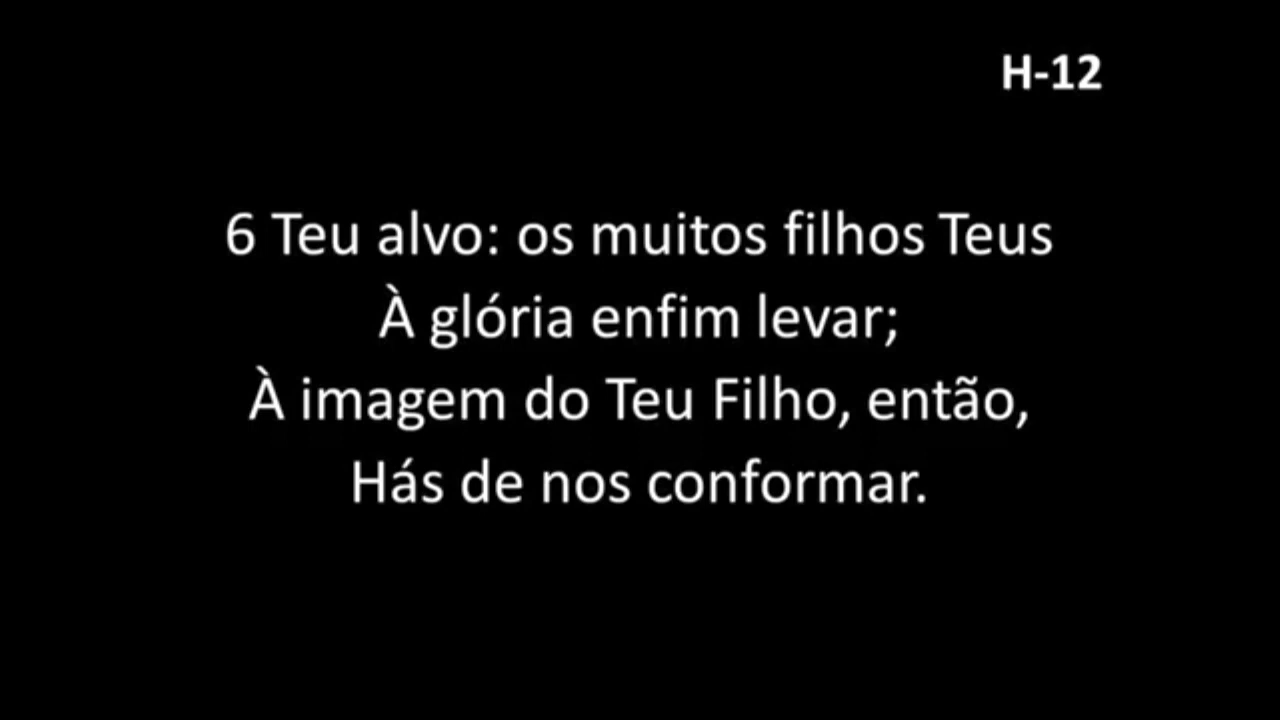 H-12
6 Teu alvo: os muitos filhos Teus
À glória enfim levar;
À imagem do Teu Filho, então,
Hás de nos conformar.